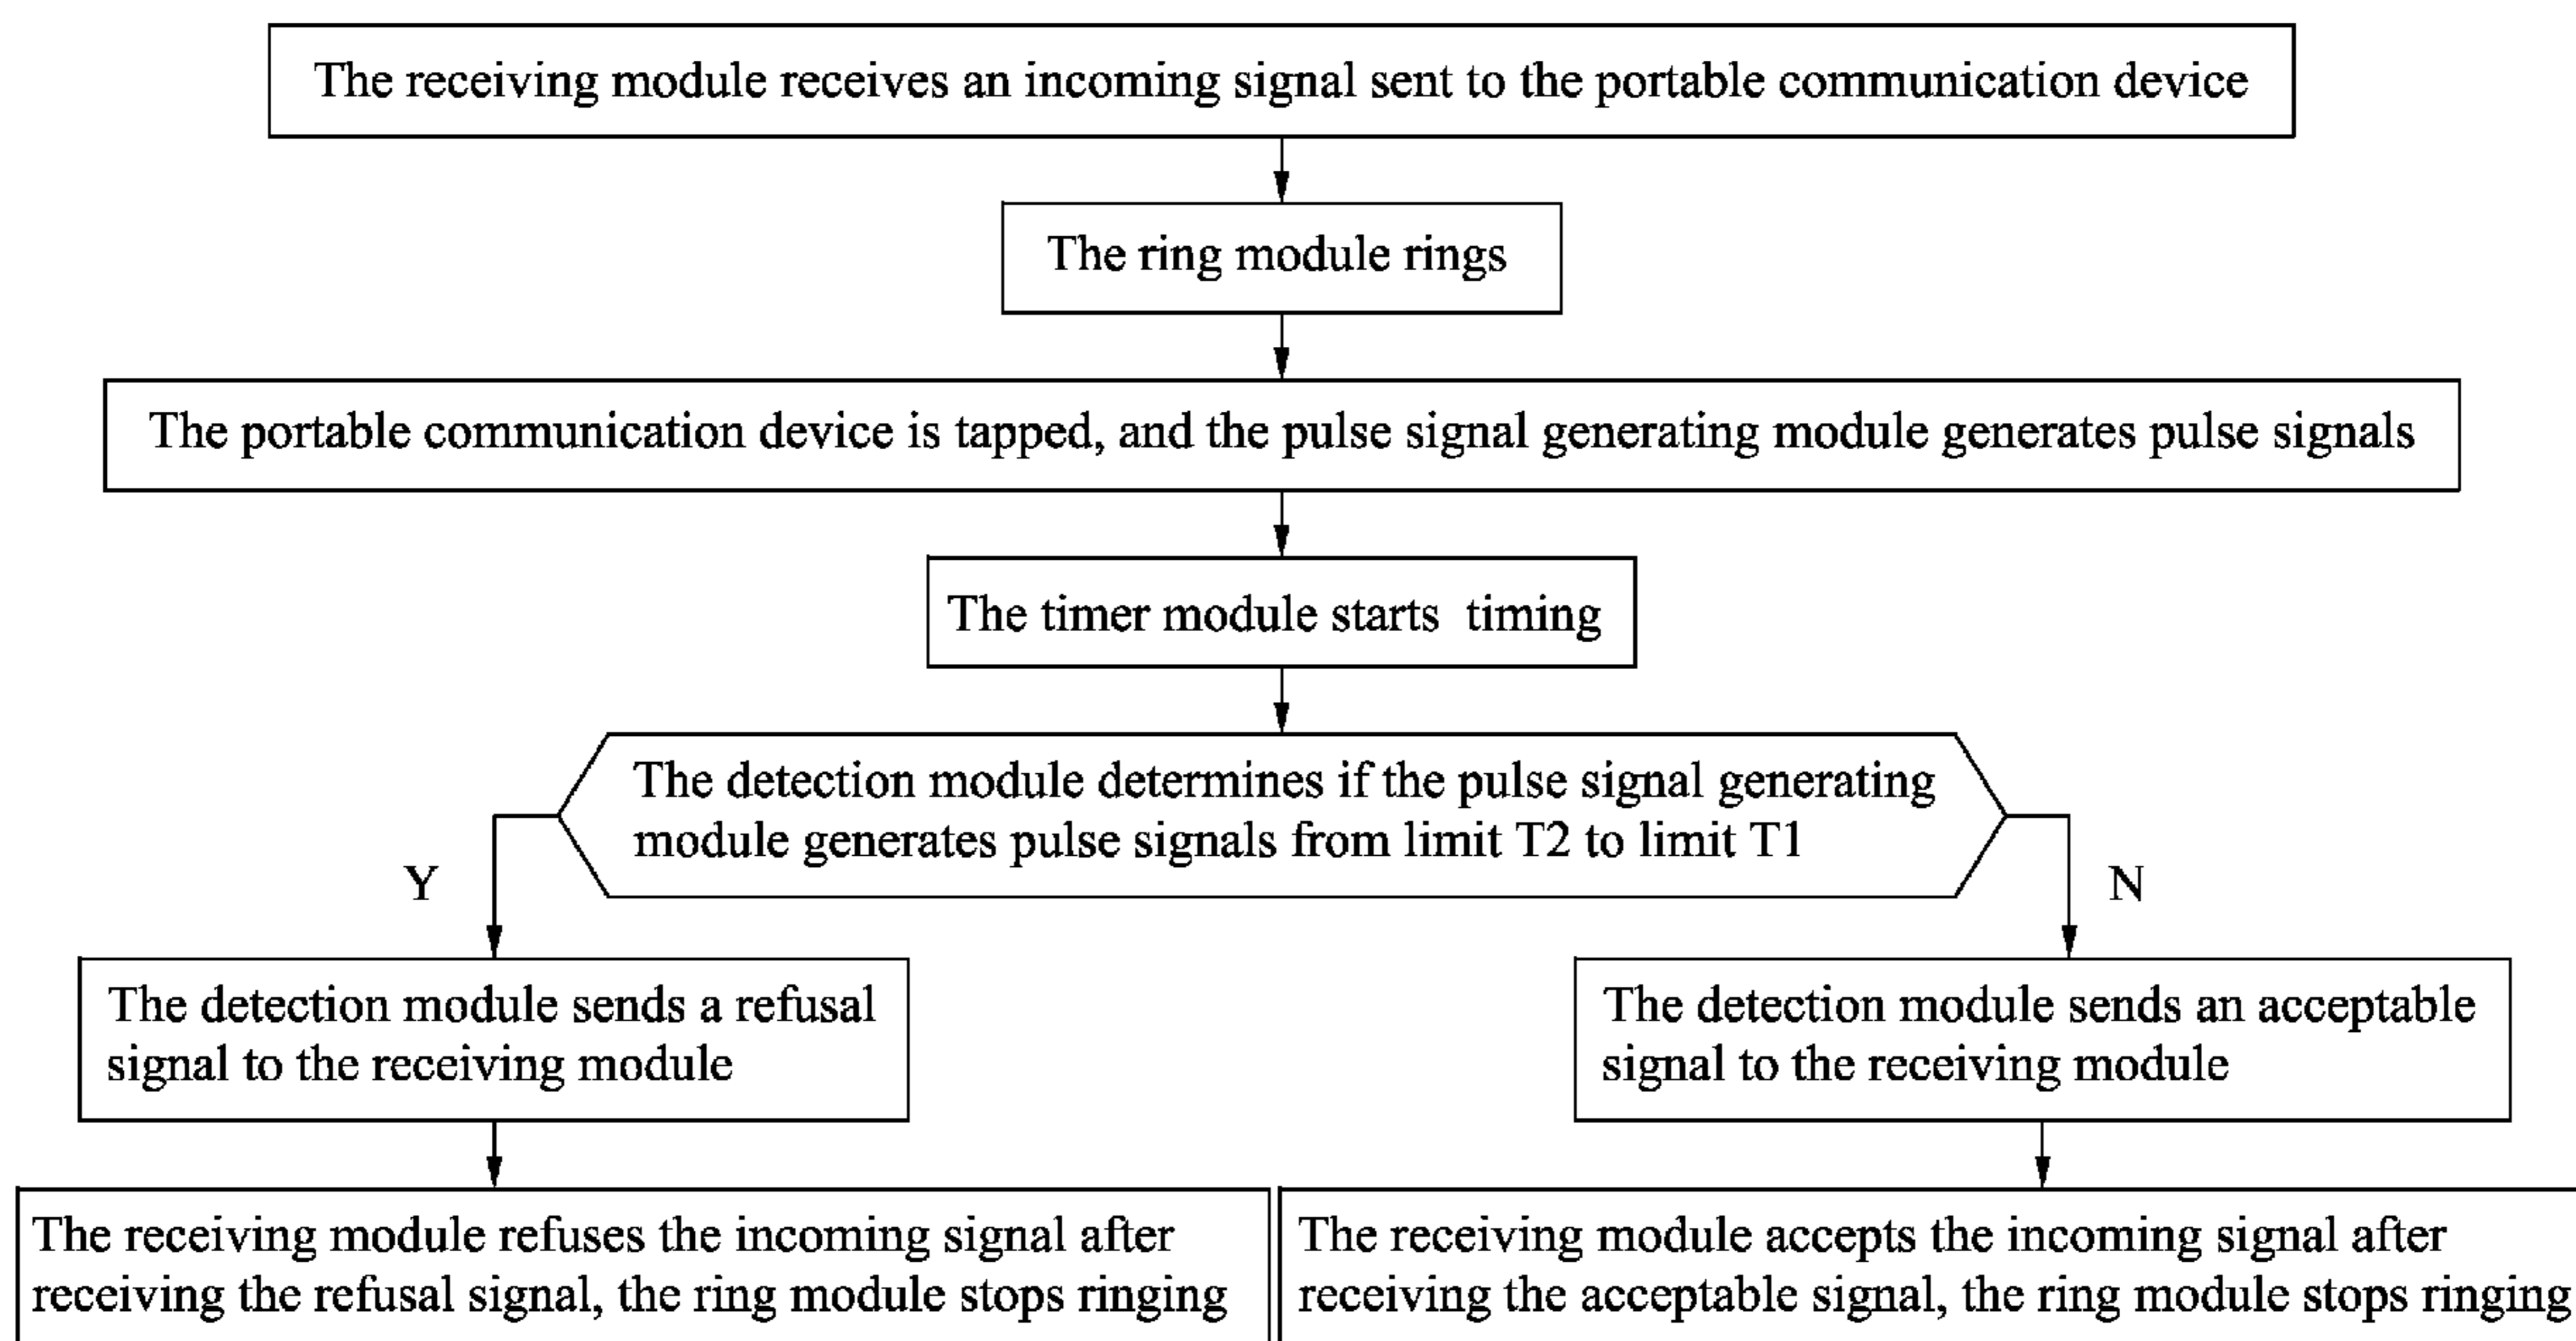 The receiving module receives an incoming signal sent to the portable communication device
The ring module rings
The portable communication device is tapped, and the pulse signal generating module generates pulse signals
The timer module starts timing
The detection module determines if the pulse signal generating
module generates pulse signals from limit T2 to limit T1
Y
N
The detection module sends a refusal
signal to the receiving module
The detection module sends an acceptable
signal to the receiving module
The receiving module refuses the incoming signal after
receiving the refusal signal, the ring module stops ringing
The receiving module accepts the incoming signal after
receiving the acceptable signal, the ring module stops ringing